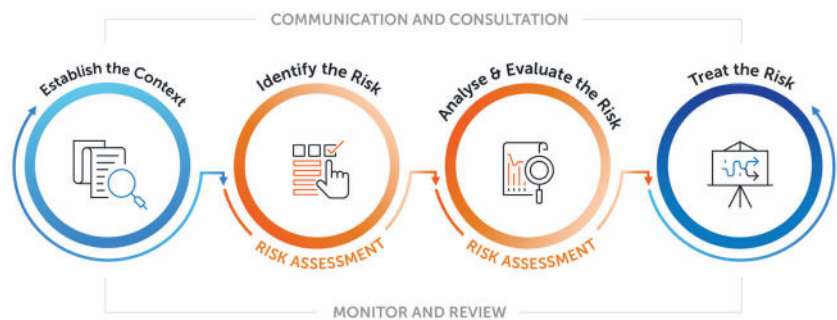 COMMUNICATION AND CONSULTATION
Establish the Context
Identify the Risk
Analyse & Evaluate the Risk
Treat the Risk
RISK ASSESSMENT
RISK ASSESSMENT
MONITOR AND REVIEW